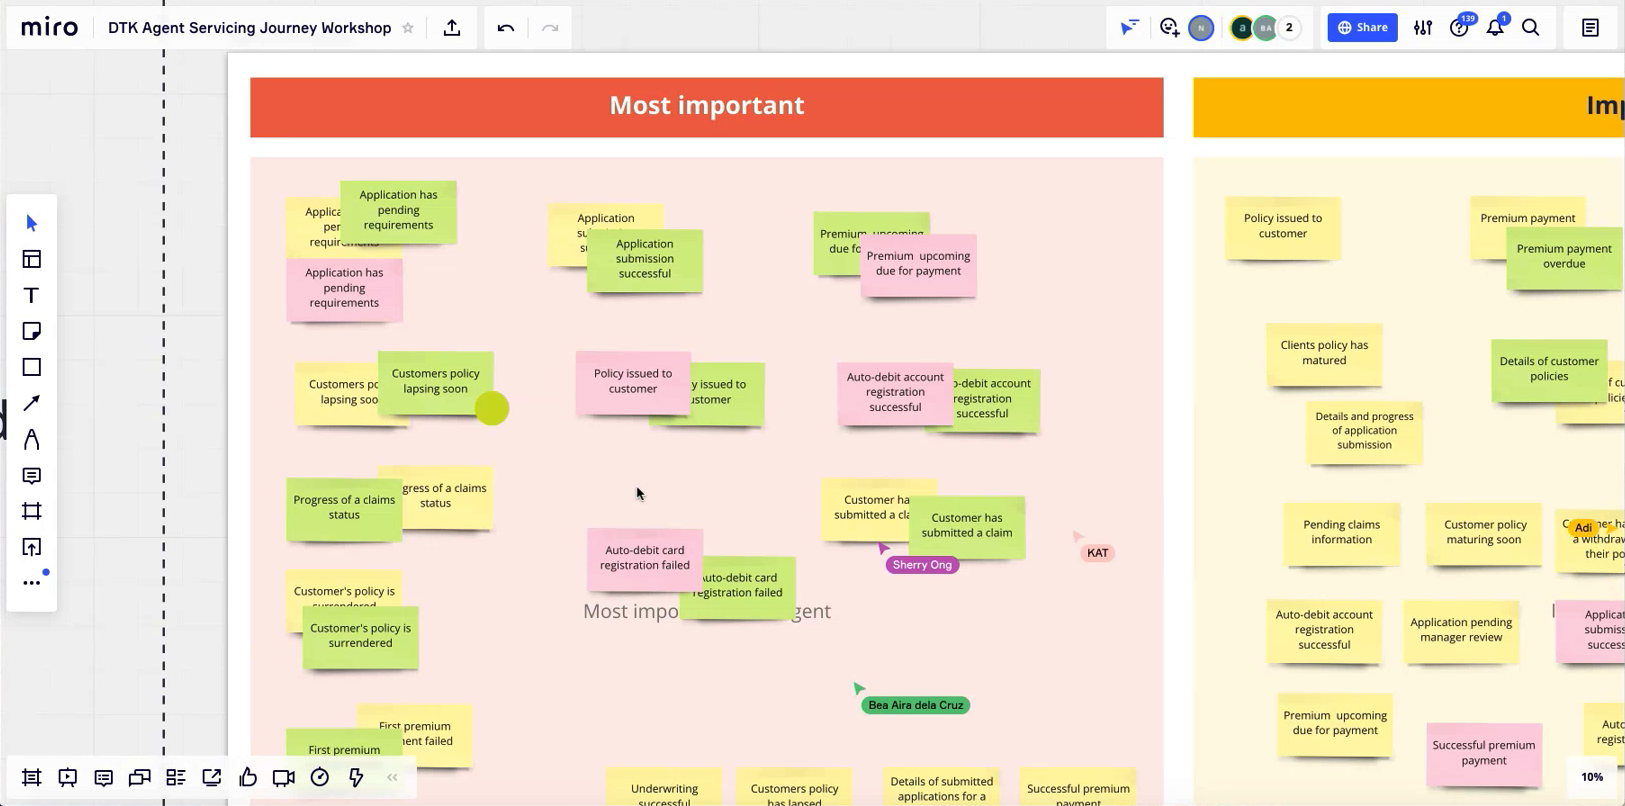 miro
DTK Agent Servicing Journey Workshop
N
a
BA
2
Share
139
1
Most important
Imp
Applica
per
requirements
Application has
pending
requirements
Application has
pending
requirements
Application
su
su
Application
submission
successful
Premium upcoming
due fo
Premium upcoming
due for payment
Policy issued to
customer
Premium payment
Premium payment
overdue
Customers po
lapsing soo
Customers policy
lapsing soon
Policy issued to
customer
y issued to
ustomer
Auto-debit account
registration
successful
o-debit account
registration
successful
Clients policy has
matured
Details of customer
policies
f cu
licie
Details and progress
of application
submission
Progress of a claims
status
gress of a claims
status
Auto-debit card
registration failed
Auto-debit card
registration failed
Customer ha
submitted a cla
Customer has
submitted a claim
Sherry Ong
KAT
Pending claims
information
Customer policy
maturing soon
Adi
a withdraw
their po
Most impo
gent
Customer's policy is
surrendered
Customer's policy is
surrendered
Auto-debit account
registration
successful
Application pending
manager review
Applicat
submiss
success
Bea Aira dela Cruz
First premium
ment failed
First premium
Premium upcoming
due for payment
Successful premium
payment
Auto
regist
Underwriting
successful
Customers policy
has lapsed
Details of submitted
applications for a
Successful premium
payment
10%